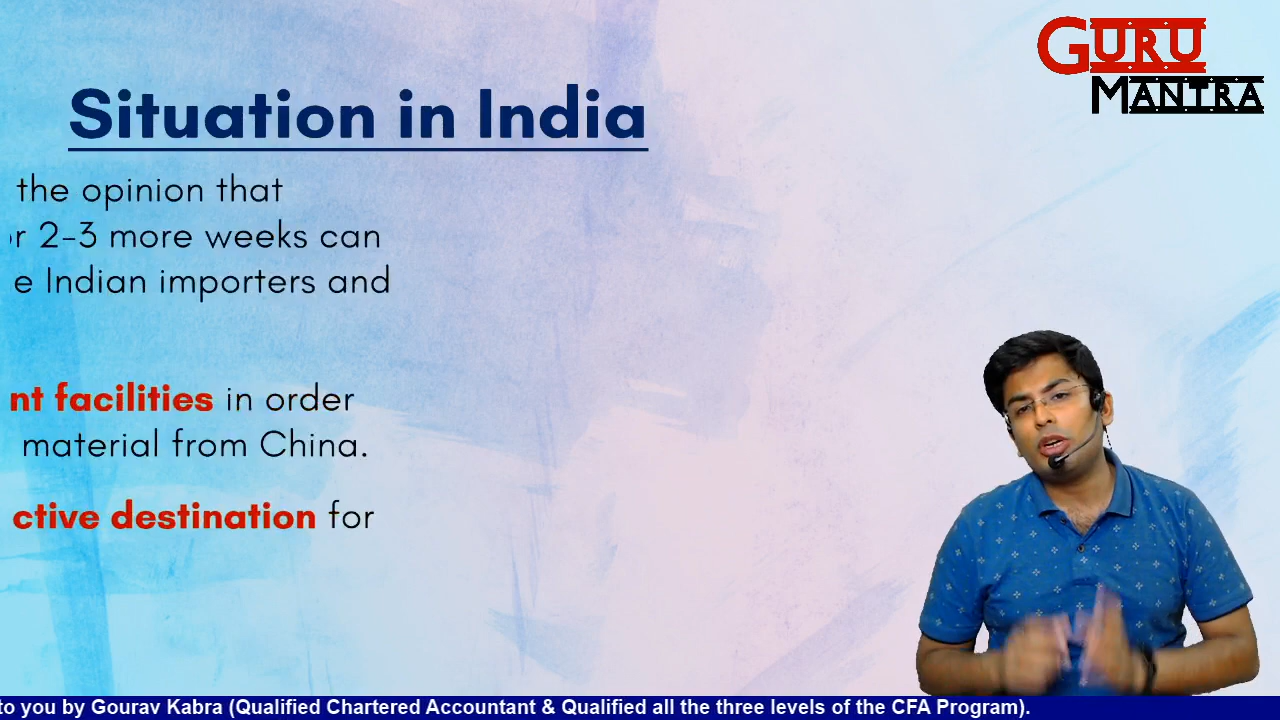 GURU
MANTRA
Situation in India
the opinion that
r 2-3 more weeks can
e Indian importers and
nt facilities in order
material from China.
ctive destination for
to you by Gourav Kabra (Qualified Chartered Accountant & Qualified all the three levels of the CFA Program).